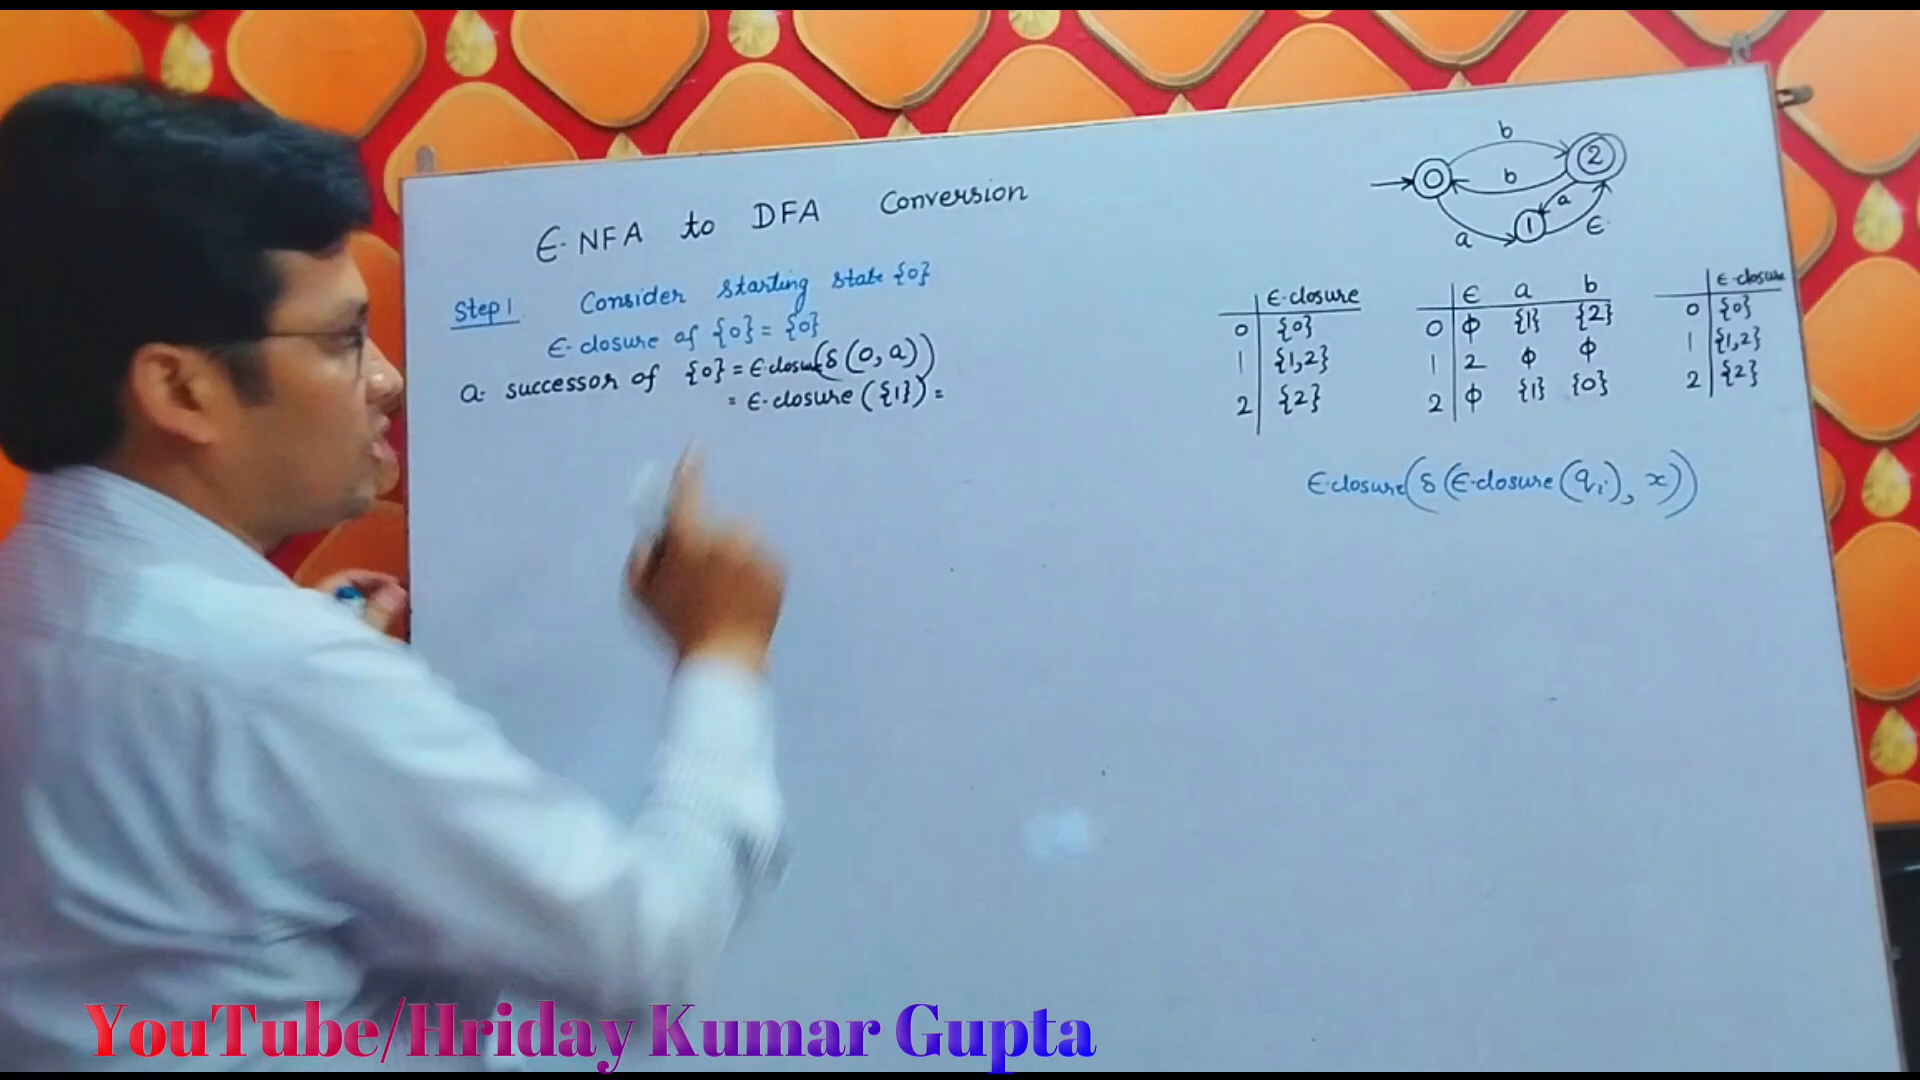 ϵ-NFA to DFA Conversion
Step 1 Consider starting state {0}
ϵ-closure of {0} = {0}
a- successor of {0} = ϵ-closure(δ(0, a))
= ϵ-closure({1}) =
b
0 2
b
a
1
a ϵ
ϵ-closure
0 {0}
1 {1,2}
2 {2}
ϵ a b
0 ϕ {1} {2}
1 2 ϕ ϕ
2 ϕ {1} {0}
ϵ-closure
0 {0}
1 {1,2}
2 {2}
ϵ-closure(δ(ϵ-closure(qi), x))
YouTube/Hriday Kumar Gupta